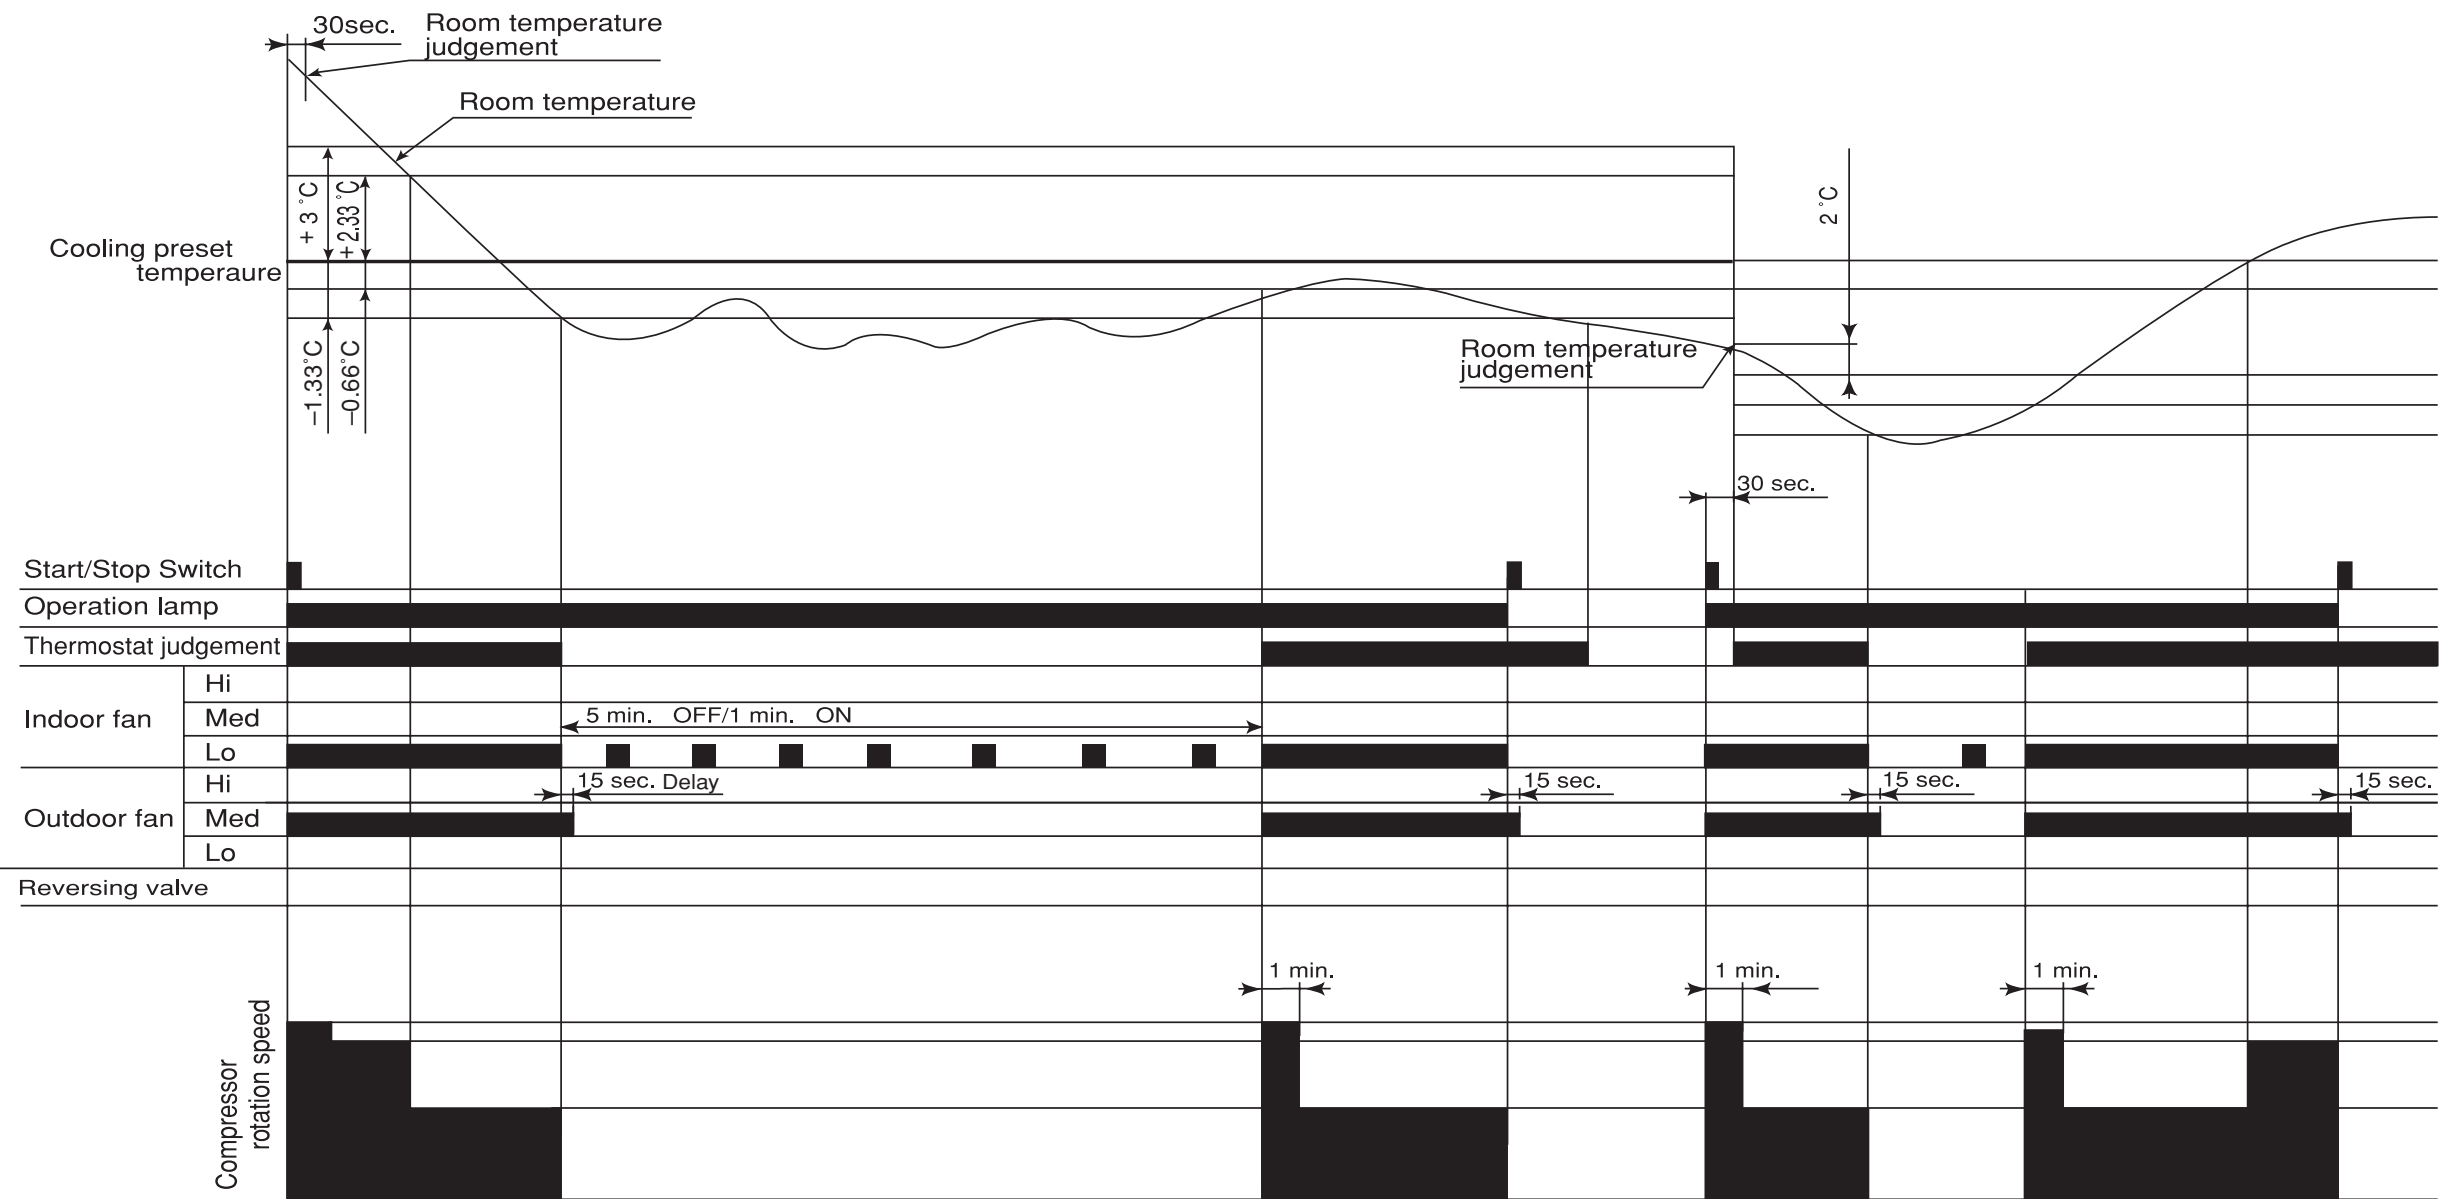 30sec.
Room temperature
judgement
Room temperature
+ 3 ˚C
+ 2.33 ˚C
2 ˚C
Cooling preset
temperaure
−1.33˚C
−0.66˚C
Room temperature
judgement
30 sec.
Start/Stop Switch
Operation lamp
Thermostat judgement
Indoor fan
Hi
Med
Lo
5 min. OFF/1 min. ON
Outdoor fan
Hi
Med
Lo
15 sec. Delay
15 sec.
15 sec.
15 sec.
Reversing valve
1 min.
1 min.
1 min.
Compressor
rotation speed